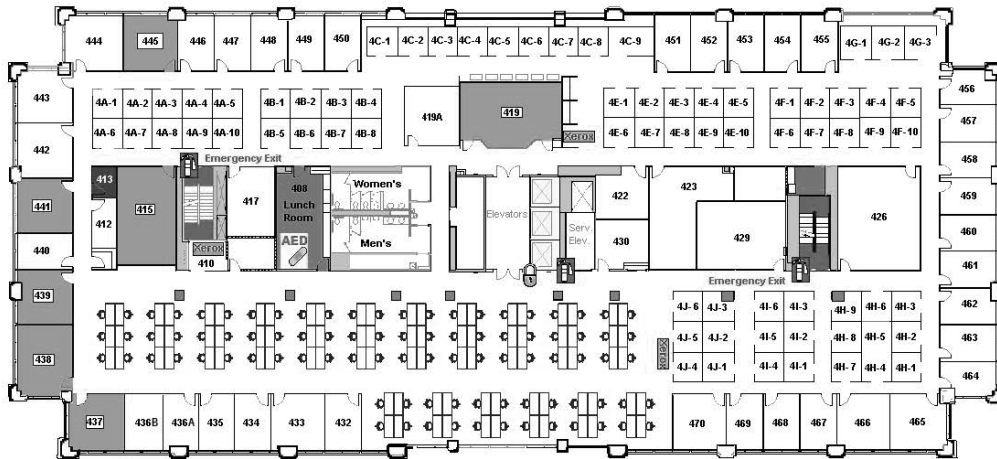 444 445 446 447 448 449 450 4C-1 4C-2 4C-3 4C-4 4C-5 4C-6 4C-7 4C-8 4C-9 451 452 453 454 455 4G-1 4G-2 4G-3
443 4A-1 4A-2 4A-3 4A-4 4A-5 4B-1 4B-2 4B-3 4B-4 4E-1 4E-2 4E-3 4E-4 4E-5 4F-1 4F-2 4F-3 4F-4 4F-5 456
419A 419 457
442 4A-6 4A-7 4A-8 4A-9 4A-10 4B-5 4B-6 4B-7 4B-8 Xerox 4E-6 4E-7 4E-8 4E-9 4E-10 4F-6 4F-7 4F-8 4F-9 4F-10
Emergency Exit 458
413 408 Women's 422 423
441 415 417 Lunch Room Elevators 459
412 Serv. Elev. 426 460
440 Xerox AED Men's 430 429
410 461
439 Emergency Exit
4J-6 4J-3 4I-6 4I-3 4H-9 4H-6 4H-3 462
438 4J-5 4J-2 4I-5 4I-2 4H-8 4H-5 4H-2 463
Xerox
4J-4 4J-1 4I-4 4I-1 4H-7 4H-4 4H-1 464
437 436B 436A 435 434 433 432 470 469 468 467 466 465